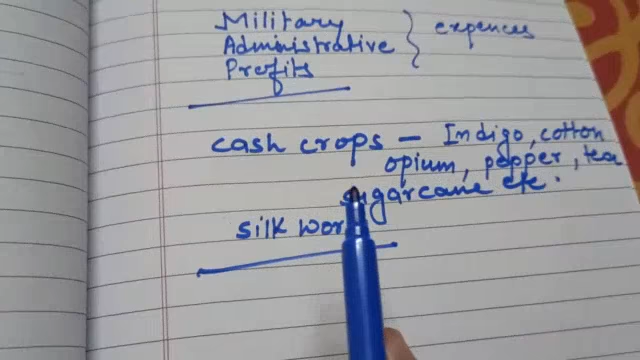 Military
Administrative } expences
Profits
cash crops – Indigo, cotton
opium, pepper, tea
sugarcane etc.
silk